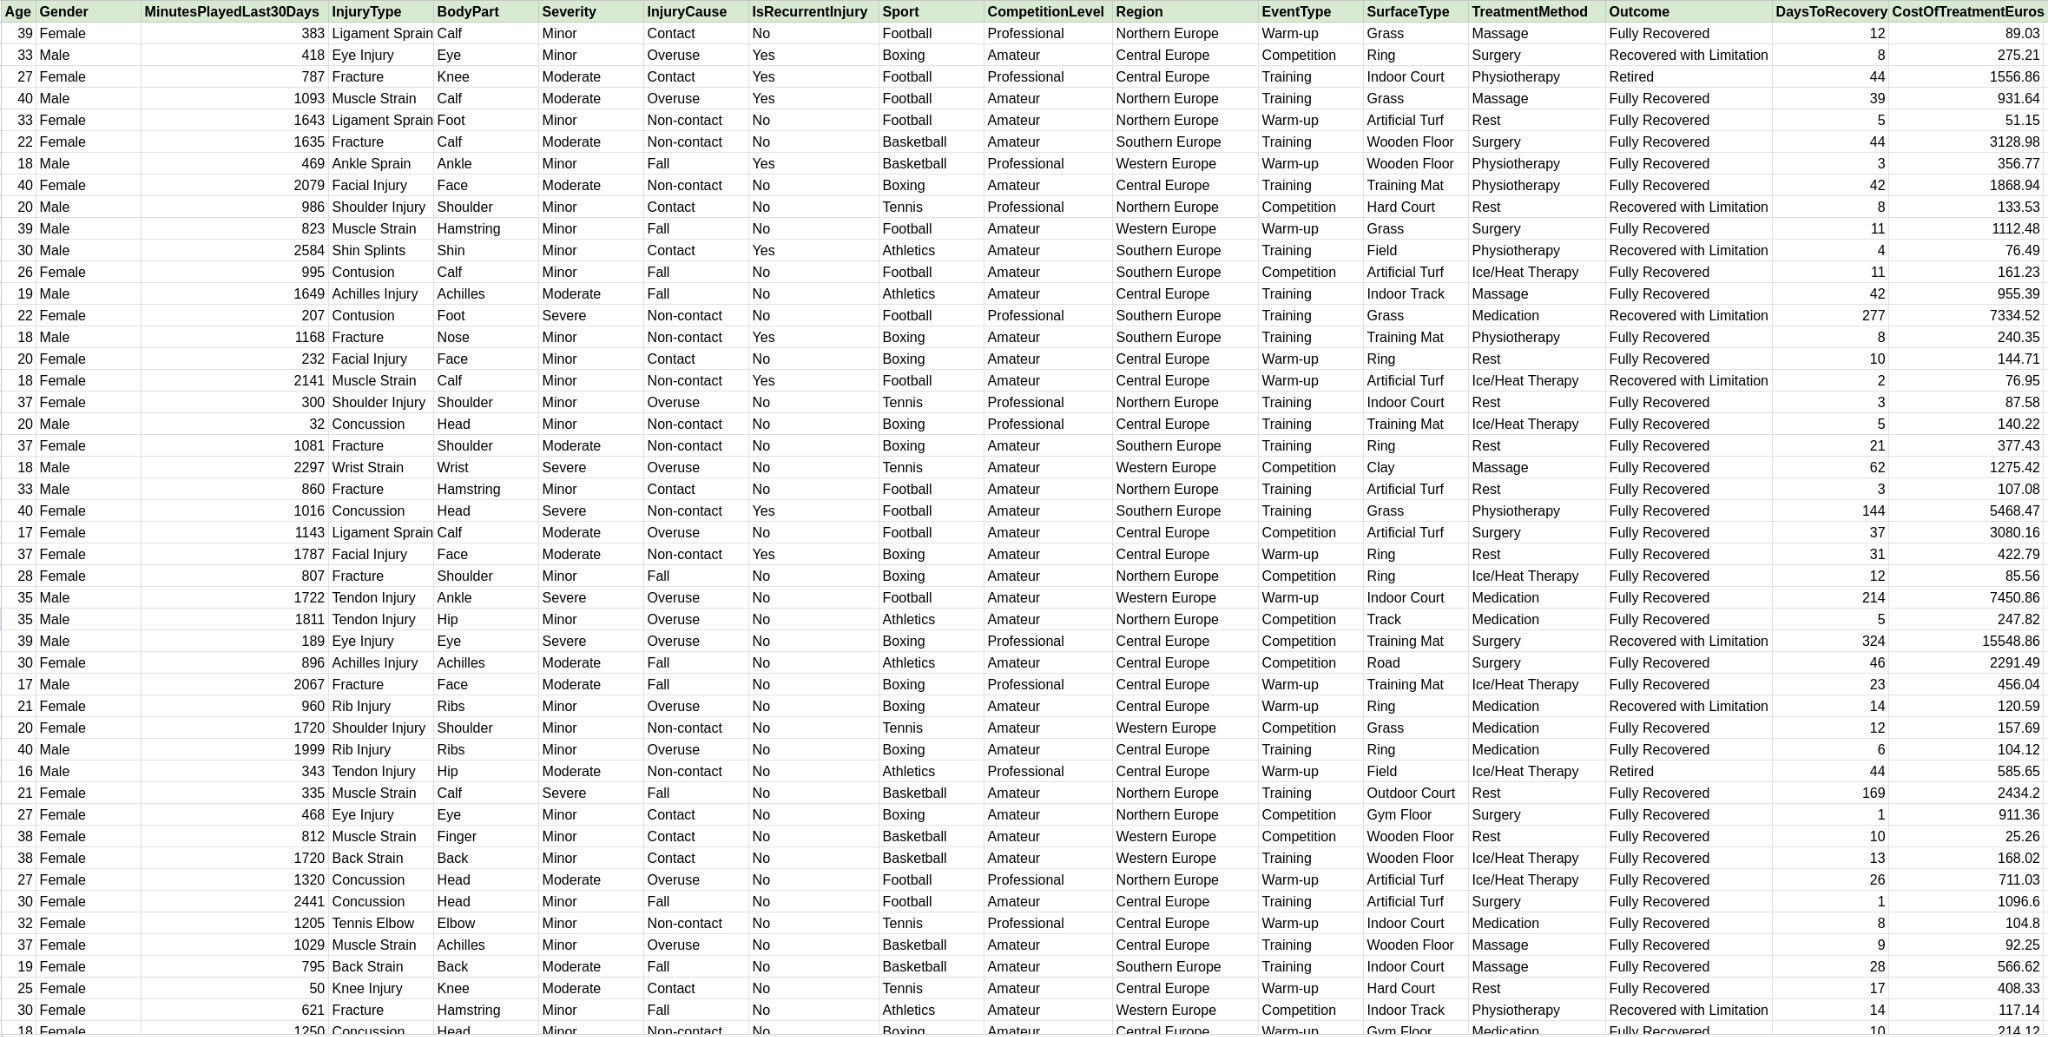 Age Gender MinutesPlayedLast30Days InjuryType BodyPart Severity InjuryCause IsRecurrentInjury Sport CompetitionLevel Region EventType SurfaceType TreatmentMethod Outcome DaysToRecovery CostOfTreatmentEuros
39 Female 383 Ligament Sprain Calf Minor Contact No Football Professional Northern Europe Warm-up Grass Massage Fully Recovered 12 89.03
33 Male 418 Eye Injury Eye Minor Overuse Yes Boxing Amateur Central Europe Competition Ring Surgery Recovered with Limitation 8 275.21
27 Female 787 Fracture Knee Moderate Contact Yes Football Professional Central Europe Training Indoor Court Physiotherapy Retired 44 1556.86
40 Male 1093 Muscle Strain Calf Moderate Overuse Yes Football Amateur Northern Europe Training Grass Massage Fully Recovered 39 931.64
33 Female 1643 Ligament Sprain Foot Minor Non-contact No Football Amateur Northern Europe Warm-up Artificial Turf Rest Fully Recovered 5 51.15
22 Female 1635 Fracture Calf Moderate Non-contact No Basketball Amateur Southern Europe Training Wooden Floor Surgery Fully Recovered 44 3128.98
18 Male 469 Ankle Sprain Ankle Minor Fall Yes Basketball Professional Western Europe Warm-up Wooden Floor Physiotherapy Fully Recovered 3 356.77
40 Female 2079 Facial Injury Face Moderate Non-contact No Boxing Amateur Central Europe Training Training Mat Physiotherapy Fully Recovered 42 1868.94
20 Male 986 Shoulder Injury Shoulder Minor Contact No Tennis Professional Northern Europe Competition Hard Court Rest Recovered with Limitation 8 133.53
39 Male 823 Muscle Strain Hamstring Minor Fall No Football Amateur Western Europe Warm-up Grass Surgery Fully Recovered 11 1112.48
30 Male 2584 Shin Splints Shin Minor Contact Yes Athletics Amateur Southern Europe Training Field Physiotherapy Recovered with Limitation 4 76.49
26 Female 995 Contusion Calf Minor Fall No Football Amateur Southern Europe Competition Artificial Turf Ice/Heat Therapy Fully Recovered 11 161.23
19 Male 1649 Achilles Injury Achilles Moderate Fall No Athletics Amateur Central Europe Training Indoor Track Massage Fully Recovered 42 955.39
22 Female 207 Contusion Foot Severe Non-contact No Football Professional Southern Europe Training Grass Medication Recovered with Limitation 277 7334.52
18 Male 1168 Fracture Nose Minor Non-contact Yes Boxing Amateur Southern Europe Training Training Mat Physiotherapy Fully Recovered 8 240.35
20 Female 232 Facial Injury Face Minor Contact No Boxing Amateur Central Europe Warm-up Ring Rest Fully Recovered 10 144.71
18 Female 2141 Muscle Strain Calf Minor Non-contact Yes Football Amateur Central Europe Warm-up Artificial Turf Ice/Heat Therapy Recovered with Limitation 2 76.95
37 Female 300 Shoulder Injury Shoulder Minor Overuse No Tennis Professional Northern Europe Training Indoor Court Rest Fully Recovered 3 87.58
20 Male 32 Concussion Head Minor Non-contact No Boxing Professional Central Europe Training Training Mat Ice/Heat Therapy Fully Recovered 5 140.22
37 Female 1081 Fracture Shoulder Moderate Non-contact No Boxing Amateur Southern Europe Training Ring Rest Fully Recovered 21 377.43
18 Male 2297 Wrist Strain Wrist Severe Overuse No Tennis Amateur Western Europe Competition Clay Massage Fully Recovered 62 1275.42
33 Male 860 Fracture Hamstring Minor Contact No Football Amateur Northern Europe Training Artificial Turf Rest Fully Recovered 3 107.08
40 Female 1016 Concussion Head Severe Non-contact Yes Football Amateur Southern Europe Training Grass Physiotherapy Fully Recovered 144 5468.47
17 Female 1143 Ligament Sprain Calf Moderate Overuse No Football Amateur Central Europe Competition Artificial Turf Surgery Fully Recovered 37 3080.16
37 Female 1787 Facial Injury Face Moderate Non-contact Yes Boxing Amateur Central Europe Warm-up Ring Rest Fully Recovered 31 422.79
28 Female 807 Fracture Shoulder Minor Fall No Boxing Amateur Northern Europe Competition Ring Ice/Heat Therapy Fully Recovered 12 85.56
35 Male 1722 Tendon Injury Ankle Severe Overuse No Football Amateur Western Europe Warm-up Indoor Court Medication Fully Recovered 214 7450.86
35 Male 1811 Tendon Injury Hip Minor Overuse No Athletics Amateur Northern Europe Competition Track Medication Fully Recovered 5 247.82
39 Male 189 Eye Injury Eye Severe Overuse No Boxing Professional Central Europe Competition Training Mat Surgery Recovered with Limitation 324 15548.86
30 Female 896 Achilles Injury Achilles Moderate Fall No Athletics Amateur Central Europe Competition Road Surgery Fully Recovered 46 2291.49
17 Male 2067 Fracture Face Moderate Fall No Boxing Professional Central Europe Warm-up Training Mat Ice/Heat Therapy Fully Recovered 23 456.04
21 Female 960 Rib Injury Ribs Minor Overuse No Boxing Amateur Central Europe Warm-up Ring Medication Recovered with Limitation 14 120.59
20 Female 1720 Shoulder Injury Shoulder Minor Non-contact No Tennis Amateur Western Europe Competition Grass Medication Fully Recovered 12 157.69
40 Male 1999 Rib Injury Ribs Minor Overuse No Boxing Amateur Central Europe Training Ring Medication Fully Recovered 6 104.12
16 Male 343 Tendon Injury Hip Moderate Non-contact No Athletics Professional Central Europe Warm-up Field Ice/Heat Therapy Retired 44 585.65
21 Female 335 Muscle Strain Calf Severe Fall No Basketball Amateur Northern Europe Training Outdoor Court Rest Fully Recovered 169 2434.2
27 Female 468 Eye Injury Eye Minor Contact No Boxing Amateur Northern Europe Competition Gym Floor Surgery Fully Recovered 1 911.36
38 Female 812 Muscle Strain Finger Minor Contact No Basketball Amateur Western Europe Competition Wooden Floor Rest Fully Recovered 10 25.26
38 Female 1720 Back Strain Back Minor Contact No Basketball Amateur Western Europe Training Wooden Floor Ice/Heat Therapy Fully Recovered 13 168.02
27 Female 1320 Concussion Head Moderate Overuse No Football Professional Northern Europe Warm-up Artificial Turf Ice/Heat Therapy Fully Recovered 26 711.03
30 Female 2441 Concussion Head Minor Fall No Football Amateur Central Europe Training Artificial Turf Surgery Fully Recovered 1 1096.6
32 Female 1205 Tennis Elbow Elbow Minor Non-contact No Tennis Professional Central Europe Warm-up Indoor Court Medication Fully Recovered 8 104.8
37 Female 1029 Muscle Strain Achilles Minor Overuse No Basketball Amateur Central Europe Training Wooden Floor Massage Fully Recovered 9 92.25
19 Female 795 Back Strain Back Moderate Fall No Basketball Amateur Southern Europe Training Indoor Court Massage Fully Recovered 28 566.62
25 Female 50 Knee Injury Knee Moderate Contact No Tennis Amateur Central Europe Warm-up Hard Court Rest Fully Recovered 17 408.33
30 Female 621 Fracture Hamstring Minor Fall No Athletics Amateur Western Europe Competition Indoor Track Physiotherapy Recovered with Limitation 14 117.14
18 Female 1250 Concussion Head Minor Non-contact No Boxing Amateur Central Europe Warm-up Gym Floor Medication Fully Recovered 10 214.12